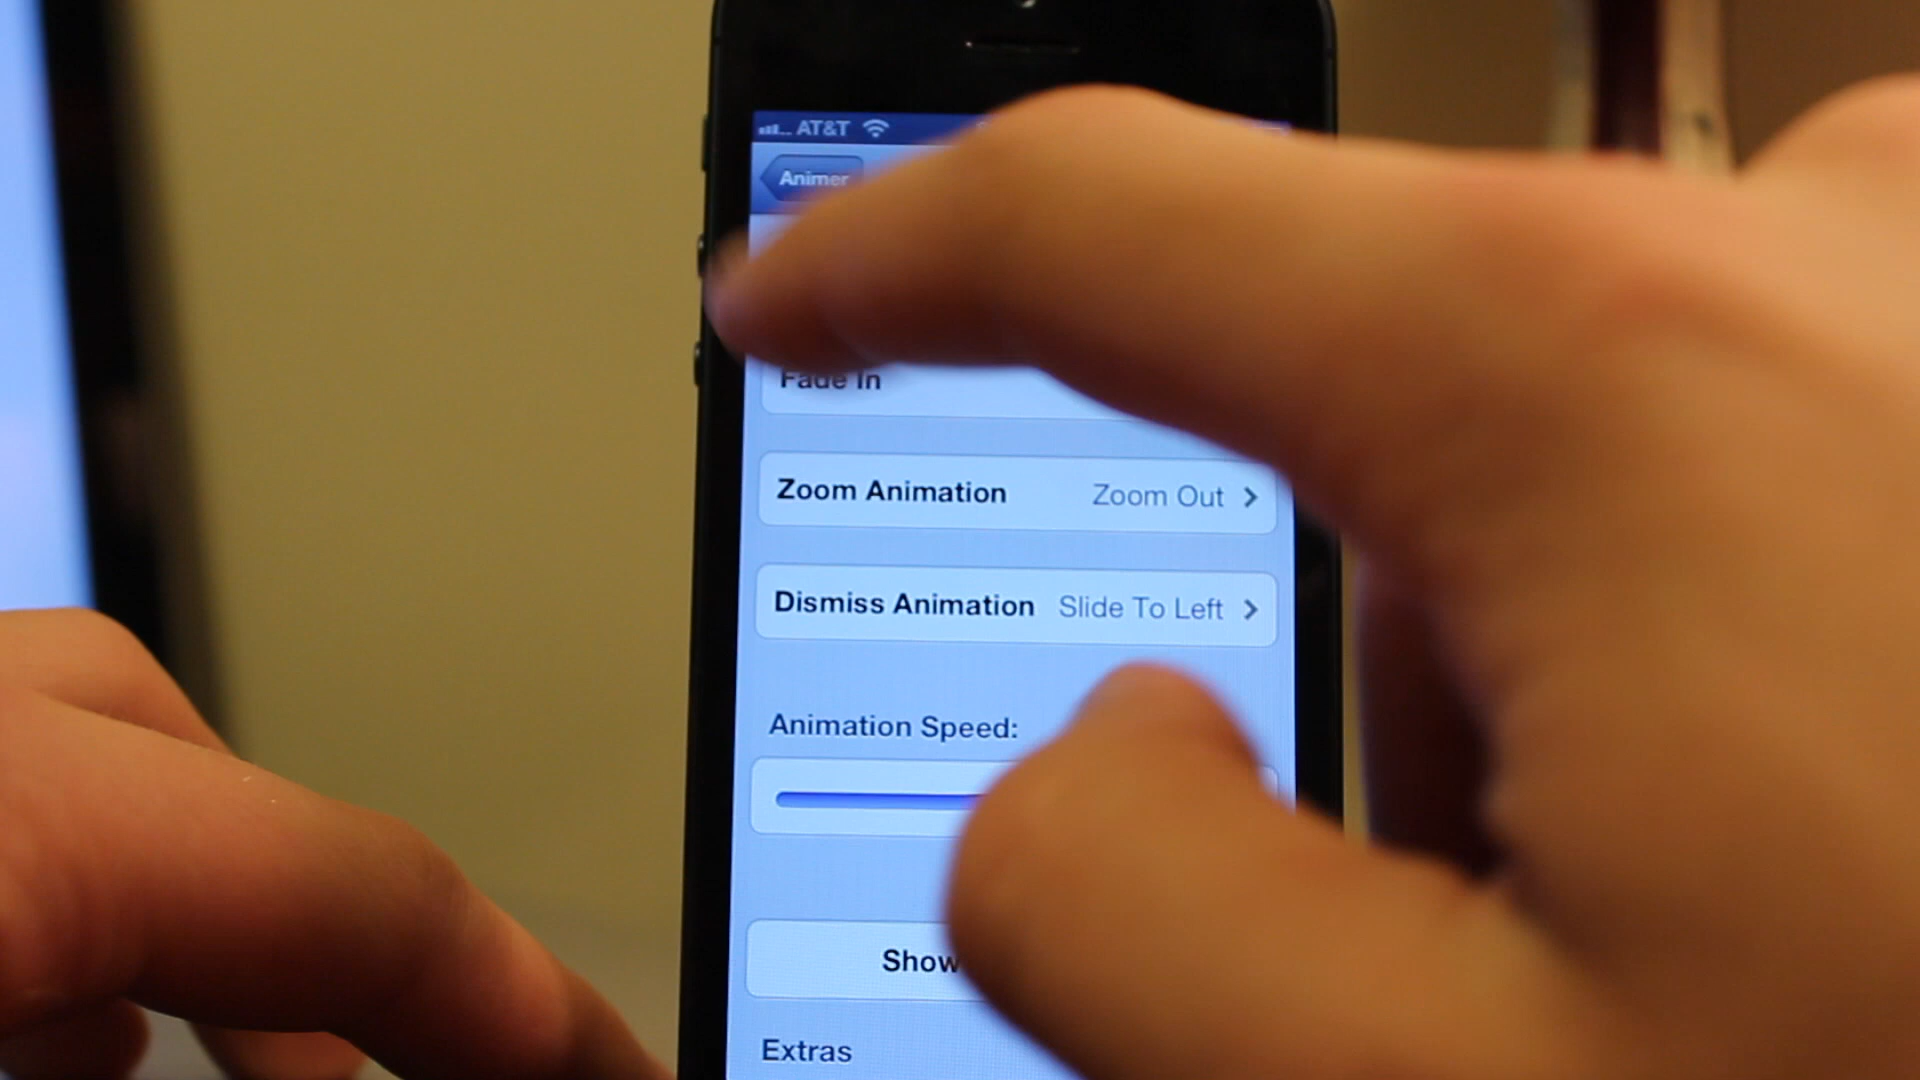 AT&T
Animer
Fade In
Zoom Animation Zoom Out
Dismiss Animation Slide To Left
Animation Speed:
Show
Extras